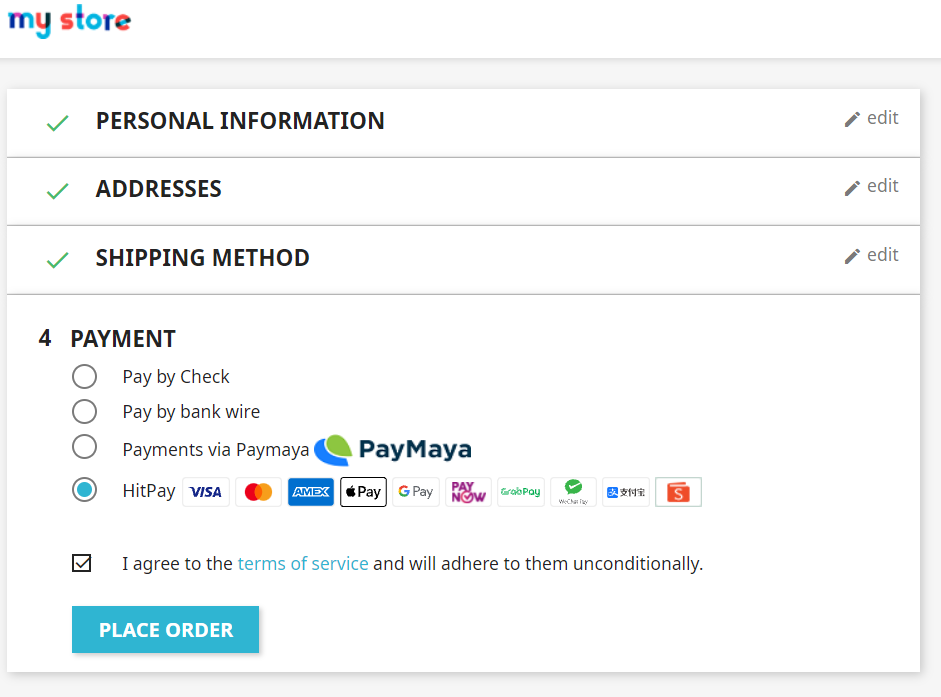 my store
PERSONAL INFORMATION edit
ADDRESSES edit
SHIPPING METHOD edit
4 PAYMENT
Pay by Check
Pay by bank wire
Payments via Paymaya PayMaya
HitPay VISA AMEX Pay G Pay PAY NOW GrabPay WeChat Pay 支 支付宝 S
I agree to the terms of service and will adhere to them unconditionally.
PLACE ORDER